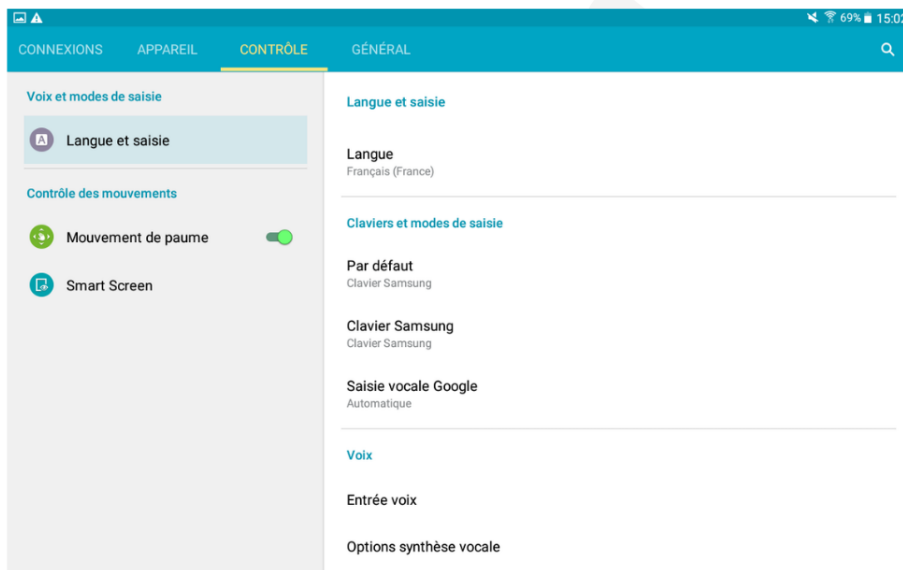 69% 15:02
CONNEXIONS APPAREIL CONTRÔLE GÉNÉRAL
Voix et modes de saisie
Langue et saisie
Contrôle des mouvements
Mouvement de paume
Smart Screen
Langue et saisie
Langue
Français (France)
Claviers et modes de saisie
Par défaut
Clavier Samsung
Clavier Samsung
Clavier Samsung
Saisie vocale Google
Automatique
Voix
Entrée voix
Options synthèse vocale